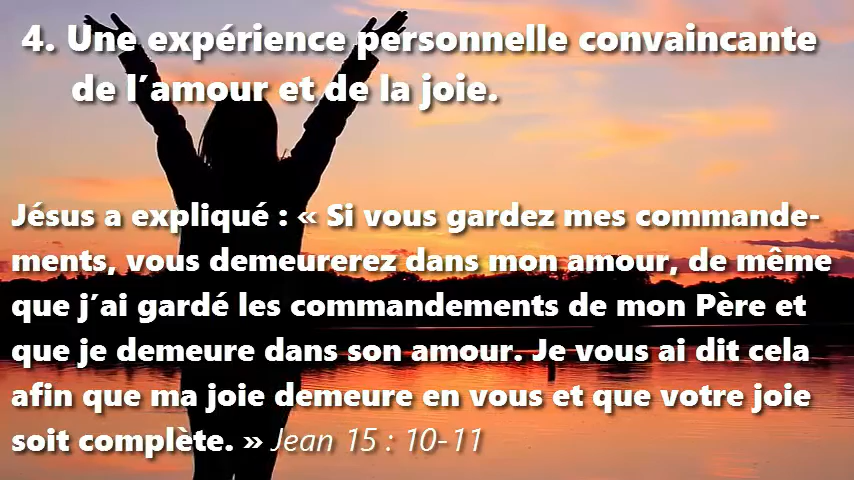 4. Une expérience personnelle convaincante
de l´amour et de la joie.
Jésus a expliqué : « Si vous gardez mes commande-
ments, vous demeurerez dans mon amour, de même
que j´ai gardé les commandements de mon Père et
que je demeure dans son amour. Je vous ai dit cela
afin que ma joie demeure en vous et que votre joie
soit complète. » Jean 15 : 10-11